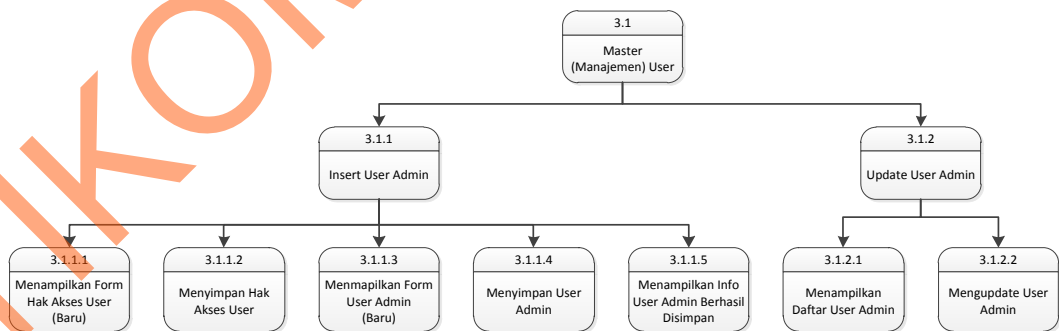 3.1
Master
(Manajemen) User
3.1.1
Insert User Admin
3.1.2
Update User Admin
3.1.1.1
Menampilkan Form
Hak Akses User
(Baru)
3.1.1.2
Menyimpan Hak
Akses User
3.1.1.3
Menmapilkan Form
User Admin
(Baru)
3.1.1.4
Menyimpan User
Admin
3.1.1.5
Menampilkan Info
User Admin Berhasil
Disimpan
3.1.2.1
Menampilkan
Daftar User Admin
3.1.2.2
Mengupdate User
Admin
IKO